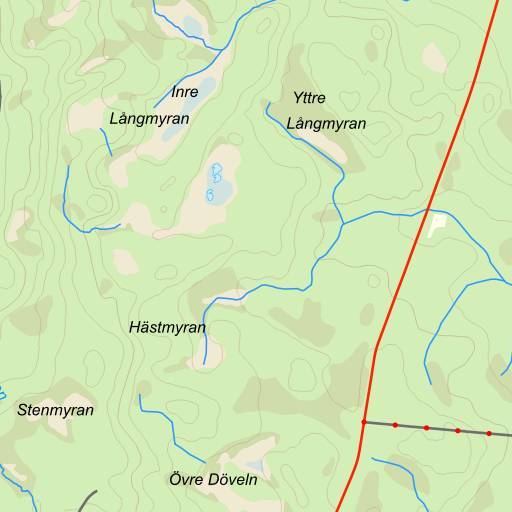 Inre
Långmyran
Yttre
Långmyran
Hästmyran
Stenmyran
Övre Döveln